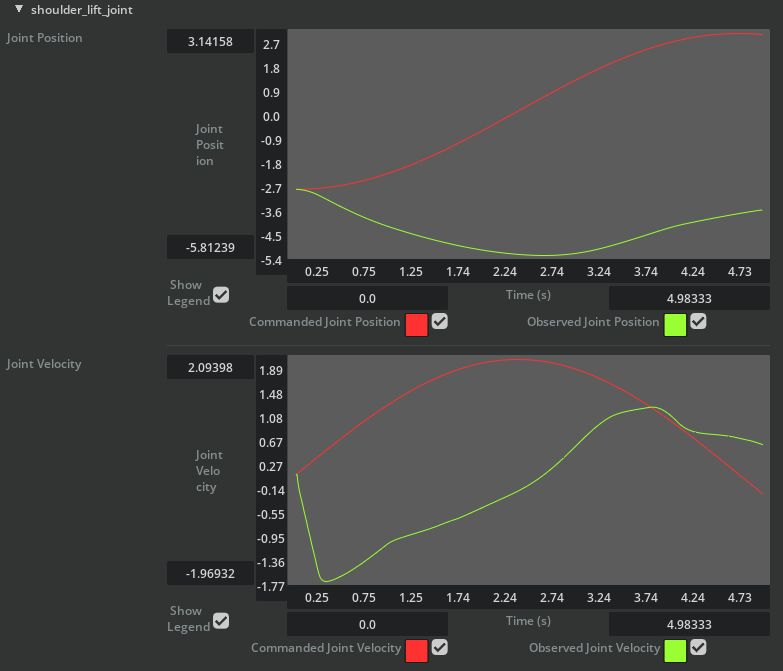 shoulder_lift_joint
Joint Position
3.14158
Joint
Posit
ion
-5.81239
2.7
1.8
0.9
0.0
-0.9
-1.8
-2.7
-3.6
-4.5
-5.4
0.25 0.75 1.25 1.74 2.24 2.74 3.24 3.74 4.24 4.73
Show
Legend
0.0 Time (s) 4.98333
Commanded Joint Position Observed Joint Position
Joint Velocity
2.09398
Joint
Velo
city
-1.96932
1.89
1.48
1.08
0.67
0.27
-0.14
-0.55
-0.95
-1.36
-1.77
0.25 0.75 1.25 1.74 2.24 2.74 3.24 3.74 4.24 4.73
Show
Legend
0.0 Time (s) 4.98333
Commanded Joint Velocity Observed Joint Velocity